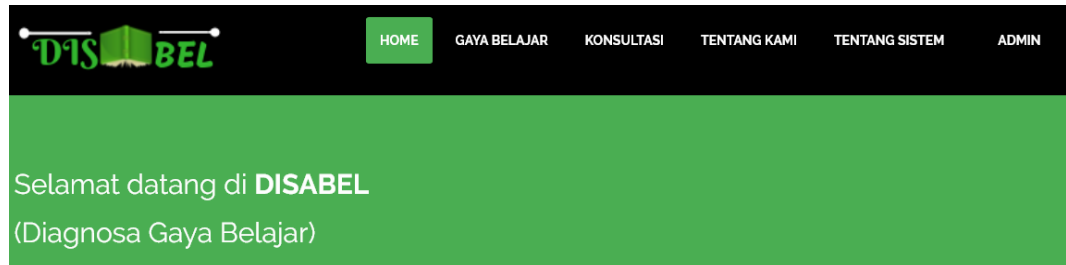 DIS BEL
HOME GAYA BELAJAR KONSULTASI TENTANG KAMI TENTANG SISTEM ADMIN
Selamat datang di DISABEL
(Diagnosa Gaya Belajar)